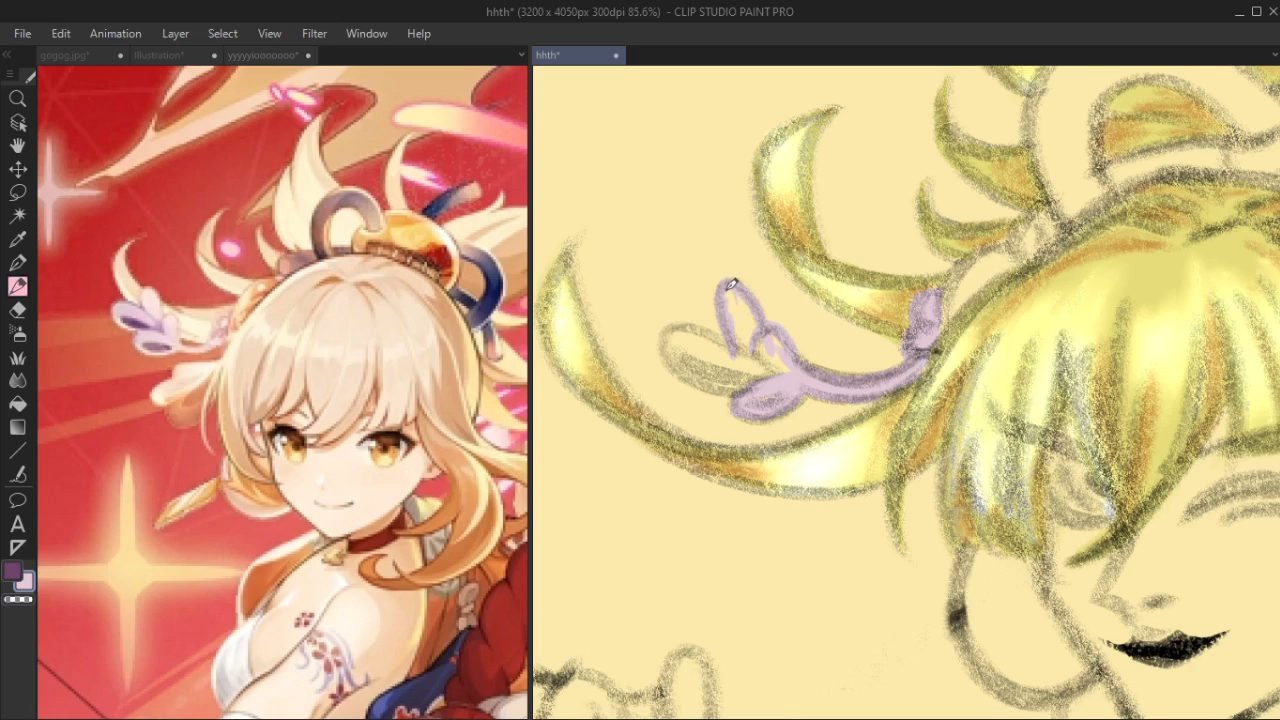 hhth* (3200 x 4050px 300dpi 85.6%) - CLIP STUDIO PAINT PRO
File Edit Animation Layer Select View Filter Window Help
gogog.jpg* Illustration* yyyyyiooooooo* hhth*